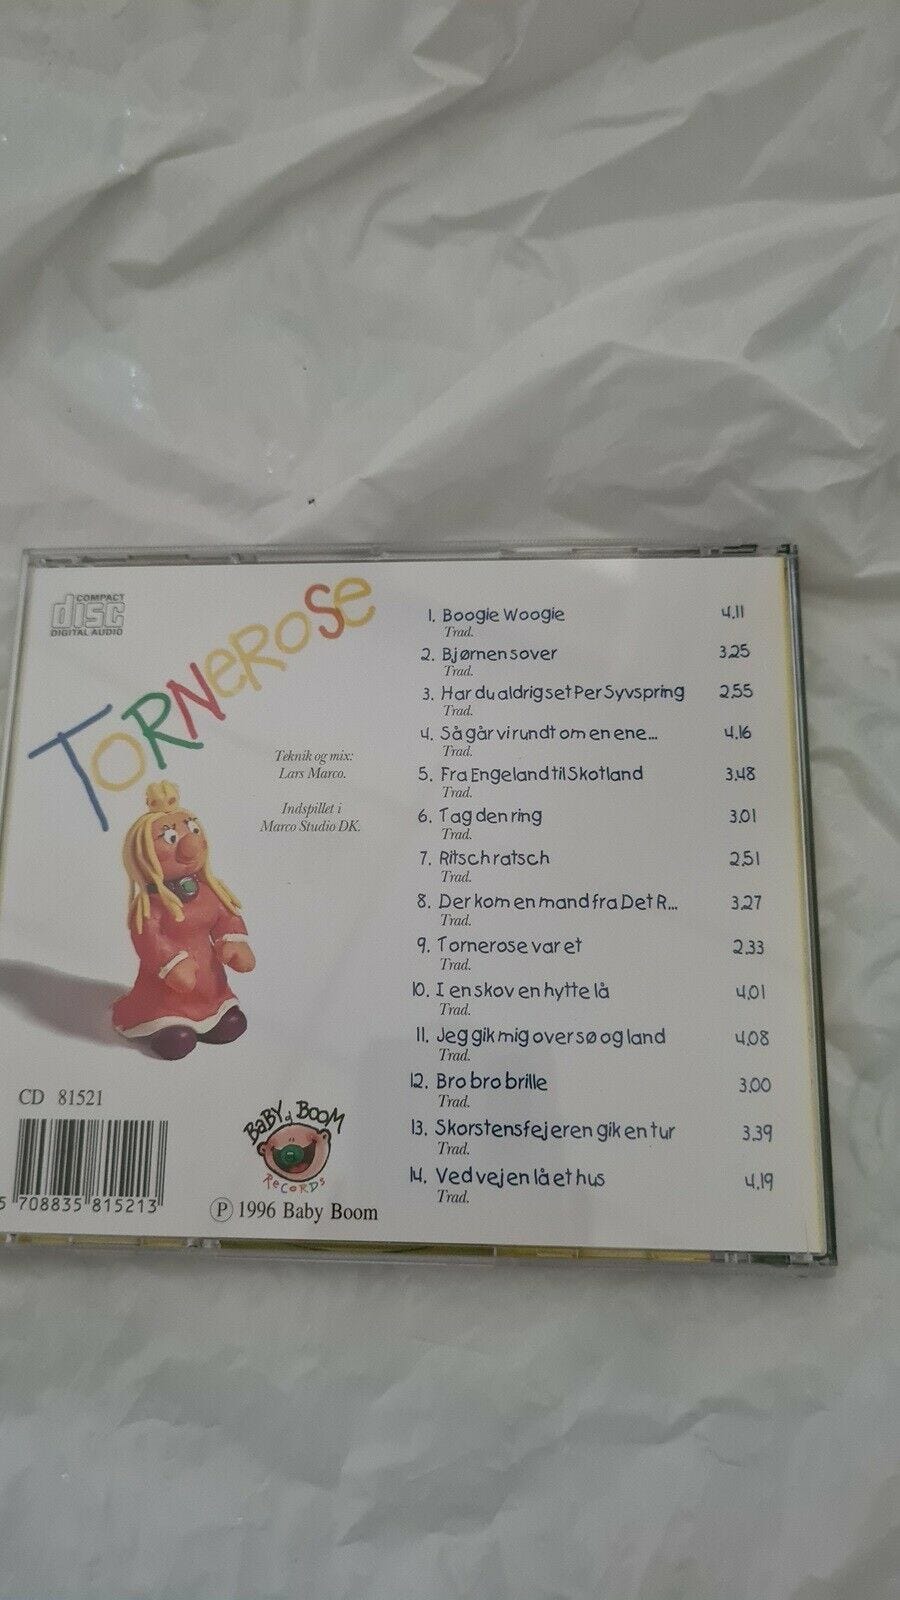 COMPACT
disc
DIGITAL AUDIO
TORNEROSE
Teknik og mix:
Lars Marco.
Indspillet i
Marco Studio DK.
1. Boogie Woogie 4.11
Trad.
2. Bjørnen sover 3.25
Trad.
3. Har du aldrig set Per Syvspring 2.55
Trad.
4. Så går vi rundt om en ene... 4.16
Trad.
5. Fra Engeland til Skotland 3.48
Trad.
6. Tag den ring 3.01
Trad.
7. Ritsch ratsch 2.51
Trad.
8. Der kom en mand fra Det R... 3.27
Trad.
9. Tornerose var et 2.33
Trad.
10. I en skov en hytte lå 4.01
Trad.
11. Jeg gik mig over sø og land 4.08
Trad.
12. Bro bro brille 3.00
Trad.
13. Skorstensfejeren gik en tur 3.39
Trad.
14. Ved vejen lå et hus 4.19
Trad.
CD 81521
5 708835 815213
BABY BOOM
RECORDS
Ⓟ 1996 Baby Boom